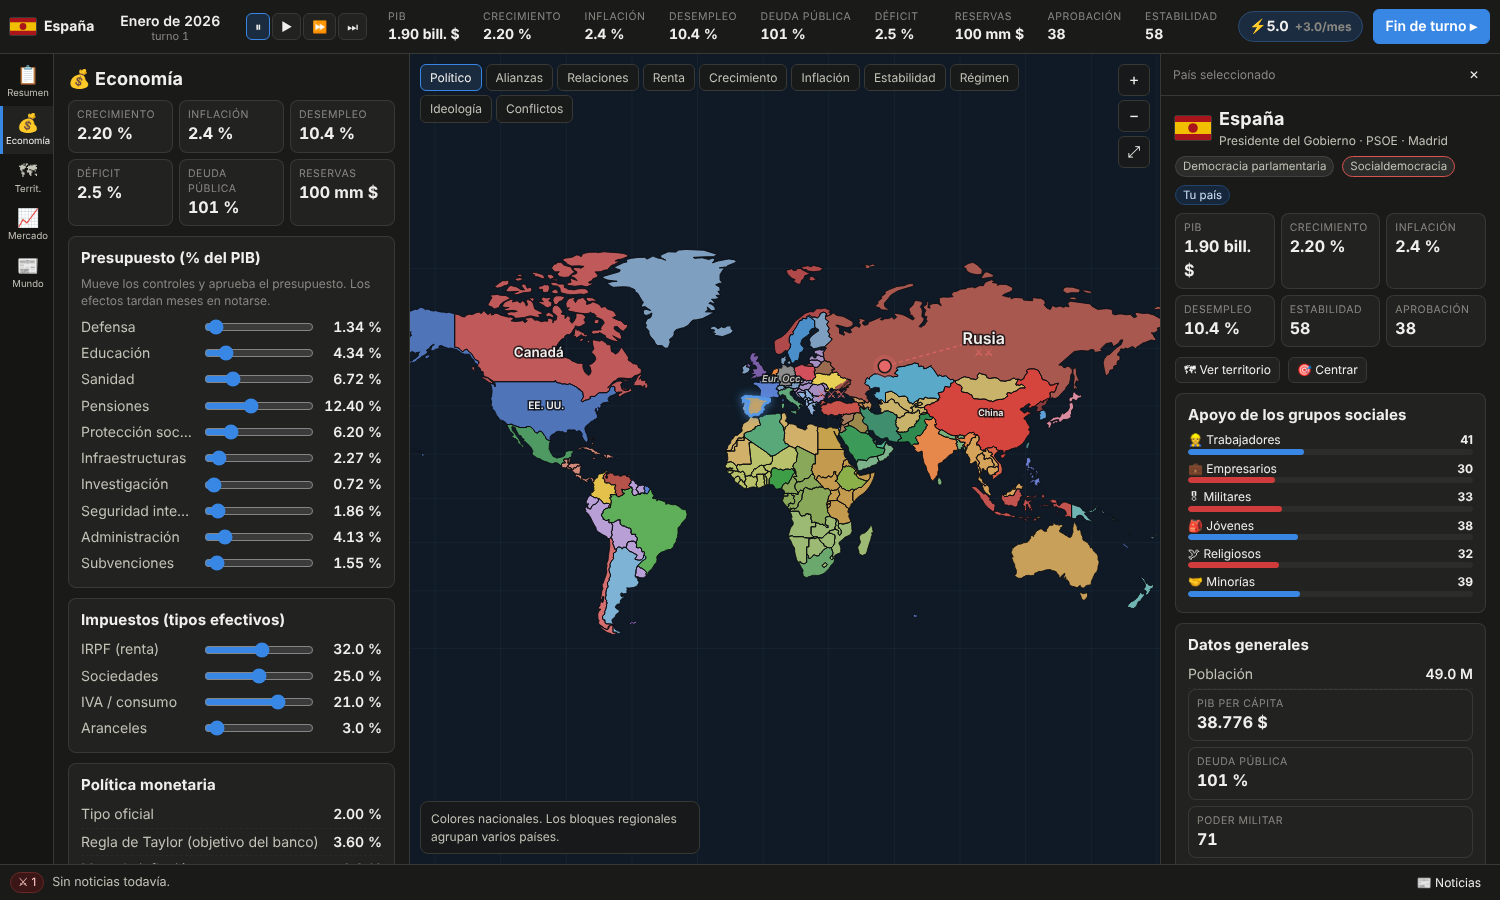 España
Enero de 2026
turno 1
PIB
1.90 bill. $
CRECIMIENTO
2.20 %
INFLACIÓN
2.4 %
DESEMPLEO
10.4 %
DEUDA PÚBLICA
101 %
DÉFICIT
2.5 %
RESERVAS
100 mm $
APROBACIÓN
38
ESTABILIDAD
58
5.0 +3.0/mes
Fin de turno
Resumen
Economía
Territ.
Mercado
Mundo
Economía
CRECIMIENTO
2.20 %
INFLACIÓN
2.4 %
DESEMPLEO
10.4 %
DÉFICIT
2.5 %
DEUDA
PÚBLICA
101 %
RESERVAS
100 mm $
Presupuesto (% del PIB)
Mueve los controles y aprueba el presupuesto. Los
efectos tardan meses en notarse.
Defensa 1.34 %
Educación 4.34 %
Sanidad 6.72 %
Pensiones 12.40 %
Protección soc... 6.20 %
Infraestructuras 2.27 %
Investigación 0.72 %
Seguridad inte... 1.86 %
Administración 4.13 %
Subvenciones 1.55 %
Impuestos (tipos efectivos)
IRPF (renta) 32.0 %
Sociedades 25.0 %
IVA / consumo 21.0 %
Aranceles 3.0 %
Política monetaria
Tipo oficial 2.00 %
Regla de Taylor (objetivo del banco) 3.60 %
Político
Alianzas
Relaciones
Renta
Crecimiento
Inflación
Estabilidad
Régimen
Ideología
Conflictos
Canadá
EE. UU.
Eur. Occ.
Rusia
China
Colores nacionales. Los bloques regionales
agrupan varios países.
País seleccionado
España
Presidente del Gobierno · PSOE · Madrid
Democracia parlamentaria
Socialdemocracia
Tu país
PIB
1.90 bill.
$
CRECIMIENTO
2.20 %
INFLACIÓN
2.4 %
DESEMPLEO
10.4 %
ESTABILIDAD
58
APROBACIÓN
38
Ver territorio
Centrar
Apoyo de los grupos sociales
Trabajadores 41
Empresarios 30
Militares 33
Jóvenes 38
Religiosos 32
Minorías 39
Datos generales
Población 49.0 M
PIB PER CÁPITA
38.776 $
DEUDA PÚBLICA
101 %
PODER MILITAR
71
1
Sin noticias todavía.
Noticias